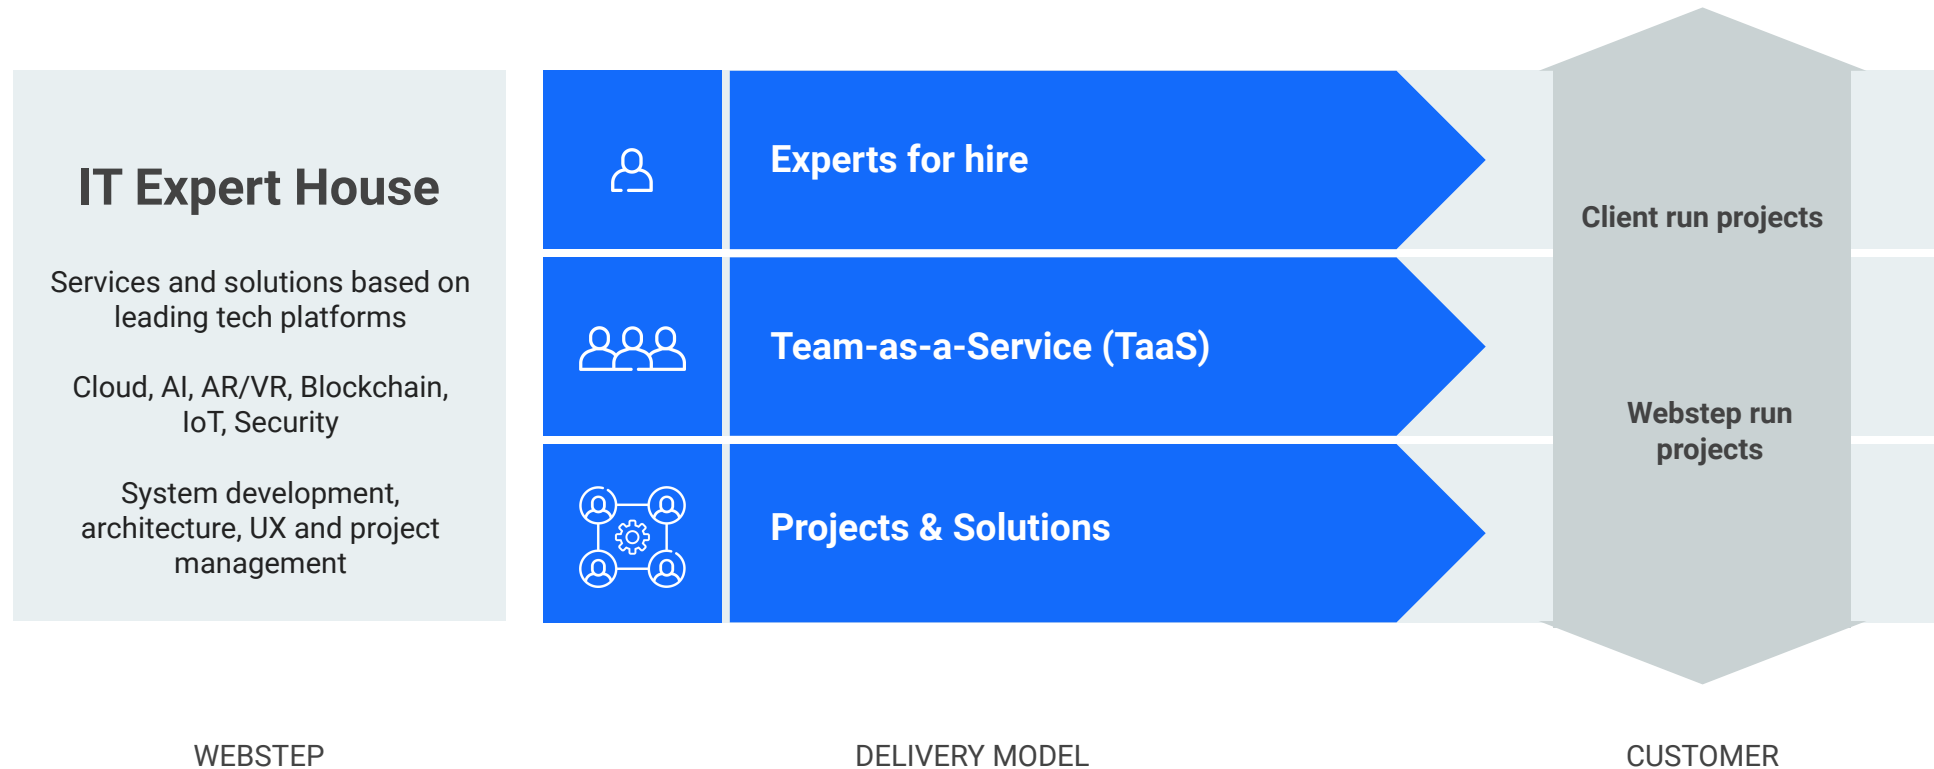 IT Expert House
Services and solutions based on
leading tech platforms
Cloud, AI, AR/VR, Blockchain,
IoT, Security
System development,
architecture, UX and project
management
WEBSTEP
Experts for hire
Team-as-a-Service (TaaS)
Projects & Solutions
DELIVERY MODEL
Client run projects
Webstep run
projects
CUSTOMER